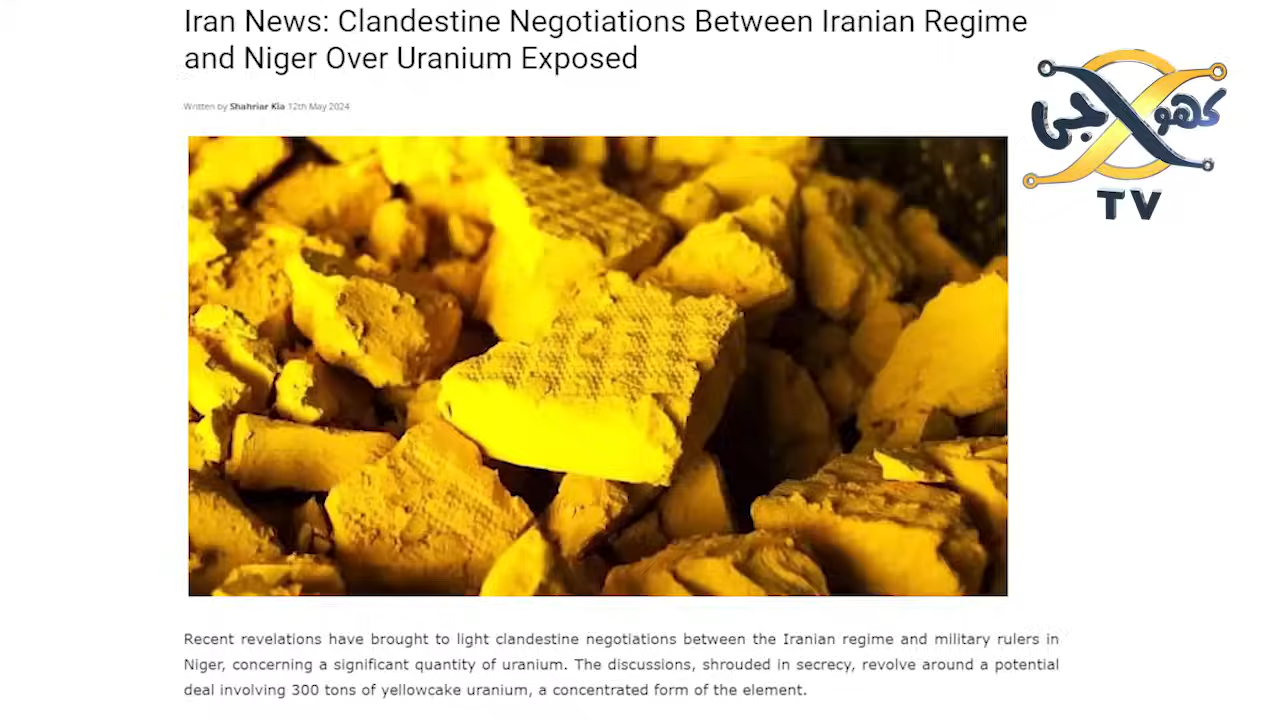 Iran News: Clandestine Negotiations Between Iranian Regime
and Niger Over Uranium Exposed
Written by Shahriar Kia 12th May 2024
کھوجی
TV
Recent revelations have brought to light clandestine negotiations between the Iranian regime and military rulers in
Niger, concerning a significant quantity of uranium. The discussions, shrouded in secrecy, revolve around a potential
deal involving 300 tons of yellowcake uranium, a concentrated form of the element.